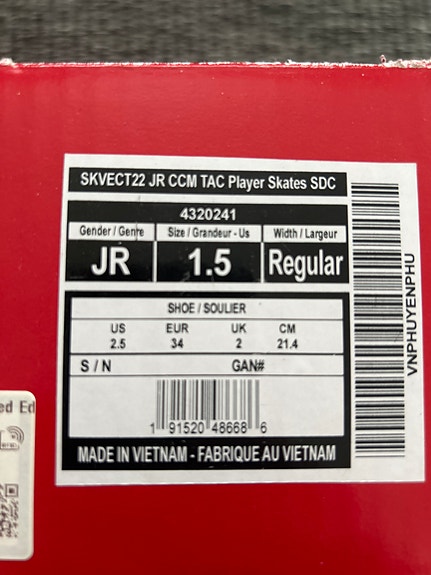 SKVECT22 JR CCM TAC Player Skates SDC
4320241
Gender / Genre Size / Grandeur - Us Width / Largeur
JR 1.5 Regular
SHOE / SOULIER
US EUR UK CM
2.5 34 2 21.4
S / N GAN#
1 91520 48668 6
MADE IN VIETNAM - FABRIQUE AU VIETNAM
VNPHUYENPHU
ed Ed